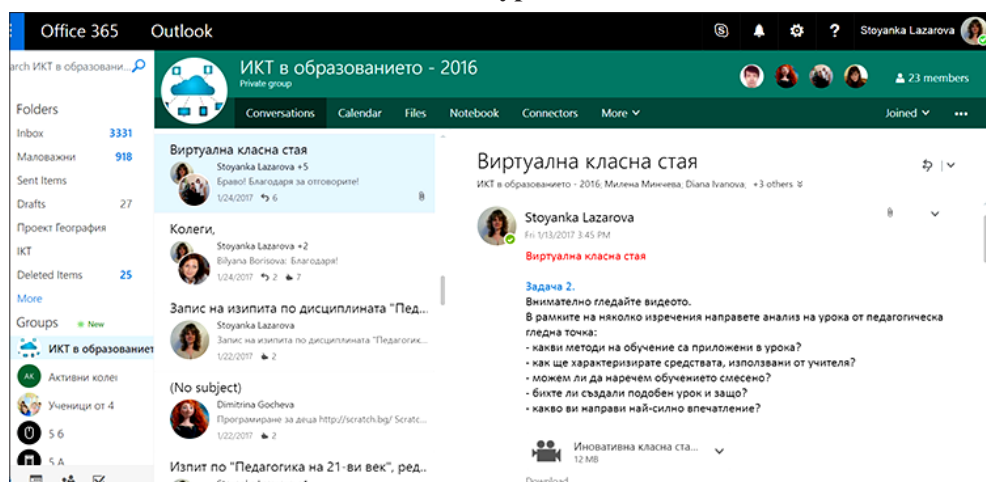 Office 365
Outlook
Stoyanka Lazarova
arch ИКТ в образовани...
ИКТ в образованието - 2016
Private group
23 members
Conversations Calendar Files Notebook Connectors More
Joined
Folders
Inbox 3331
Маловажни 918
Sent Items
Drafts 27
Проект География
IKT
Deleted Items 25
More
Groups New
ИКТ в образованиет
АК Активни колег
Ученици от 4
5 б
5 А
Виртуална класна стая
Stoyanka Lazarova +5
Браво! Благодаря за отговорите!
1/24/2017 6
Колеги,
Stoyanka Lazarova +2
Bilyana Borisova: Благодаря!
1/24/2017 2 7
Запис на изпита по дисциплината "Пед...
Stoyanka Lazarova
Запис на изпита по дисциплината "Педагогик...
1/22/2017 2
(No subject)
Dimitrina Gocheva
Програмиране за деца http://scratch.bg/ Scratc...
1/22/2017 2
Изпит по "Педагогика на 21-ви век", ред..
Виртуална класна стая
ИКТ в образованието - 2016; Милена Минчева; Diana Ivanova; +3 others
Stoyanka Lazarova
Fri 1/13/2017 3:45 PM
Виртуална класна стая
Задача 2.
Внимателно гледайте видеото.
В рамките на няколко изречения направете анализ на урока от педагогическа
гледна точка:
- какви методи на обучение са приложени в урока?
- как ще характеризирате средствата, използвани от учителя?
- можем ли да наречем обучението смесено?
- бихте ли създали подобен урок и защо?
- какво ви направи най-силно впечатление?
Иновативна класна ста...
12 MB
Download